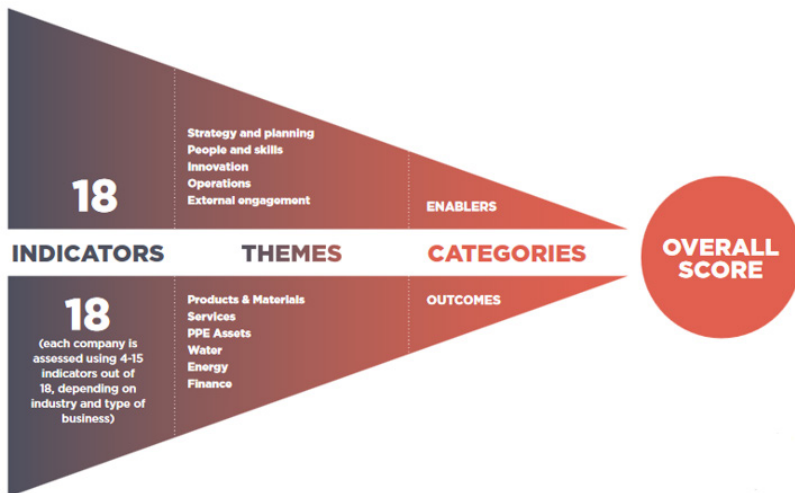 Strategy and planning
People and skills
Innovation
Operations
External engagement
18
ENABLERS
INDICATORS
THEMES
CATEGORIES
OVERALL
SCORE
18
(each company is
assessed using 4-15
indicators out of
18, depending on
industry and type of
business)
Products & Materials
Services
PPE Assets
Water
Energy
Finance
OUTCOMES